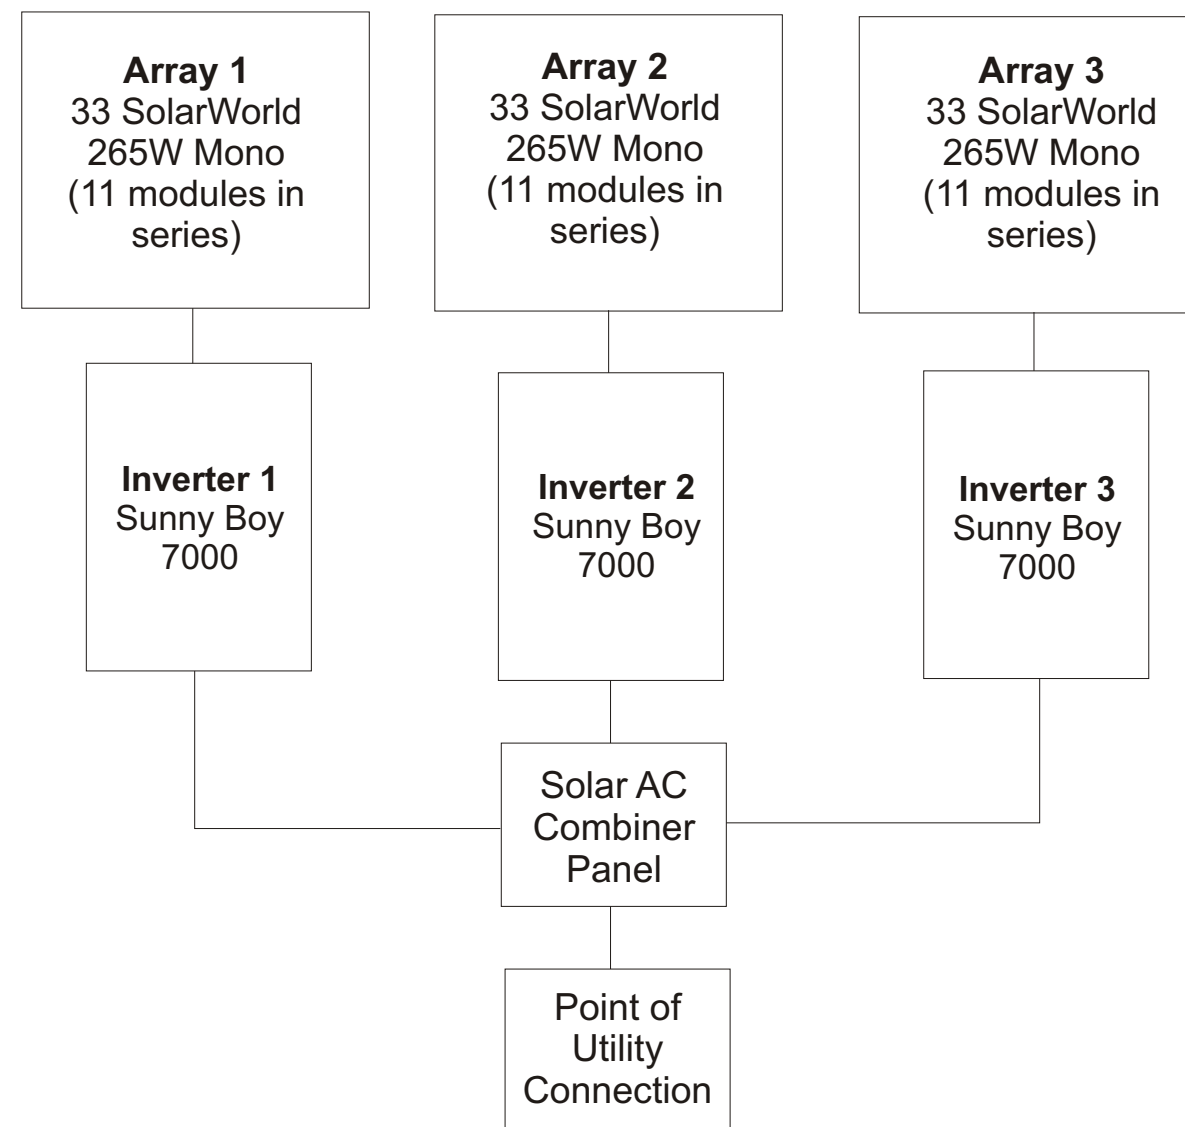 Array 1
33 SolarWorld
265W Mono
(11 modules in
series)
Array 2
33 SolarWorld
265W Mono
(11 modules in
series)
Array 3
33 SolarWorld
265W Mono
(11 modules in
series)
Inverter 1
Sunny Boy
7000
Inverter 2
Sunny Boy
7000
Inverter 3
Sunny Boy
7000
Solar AC
Combiner
Panel
Point of
Utility
Connection